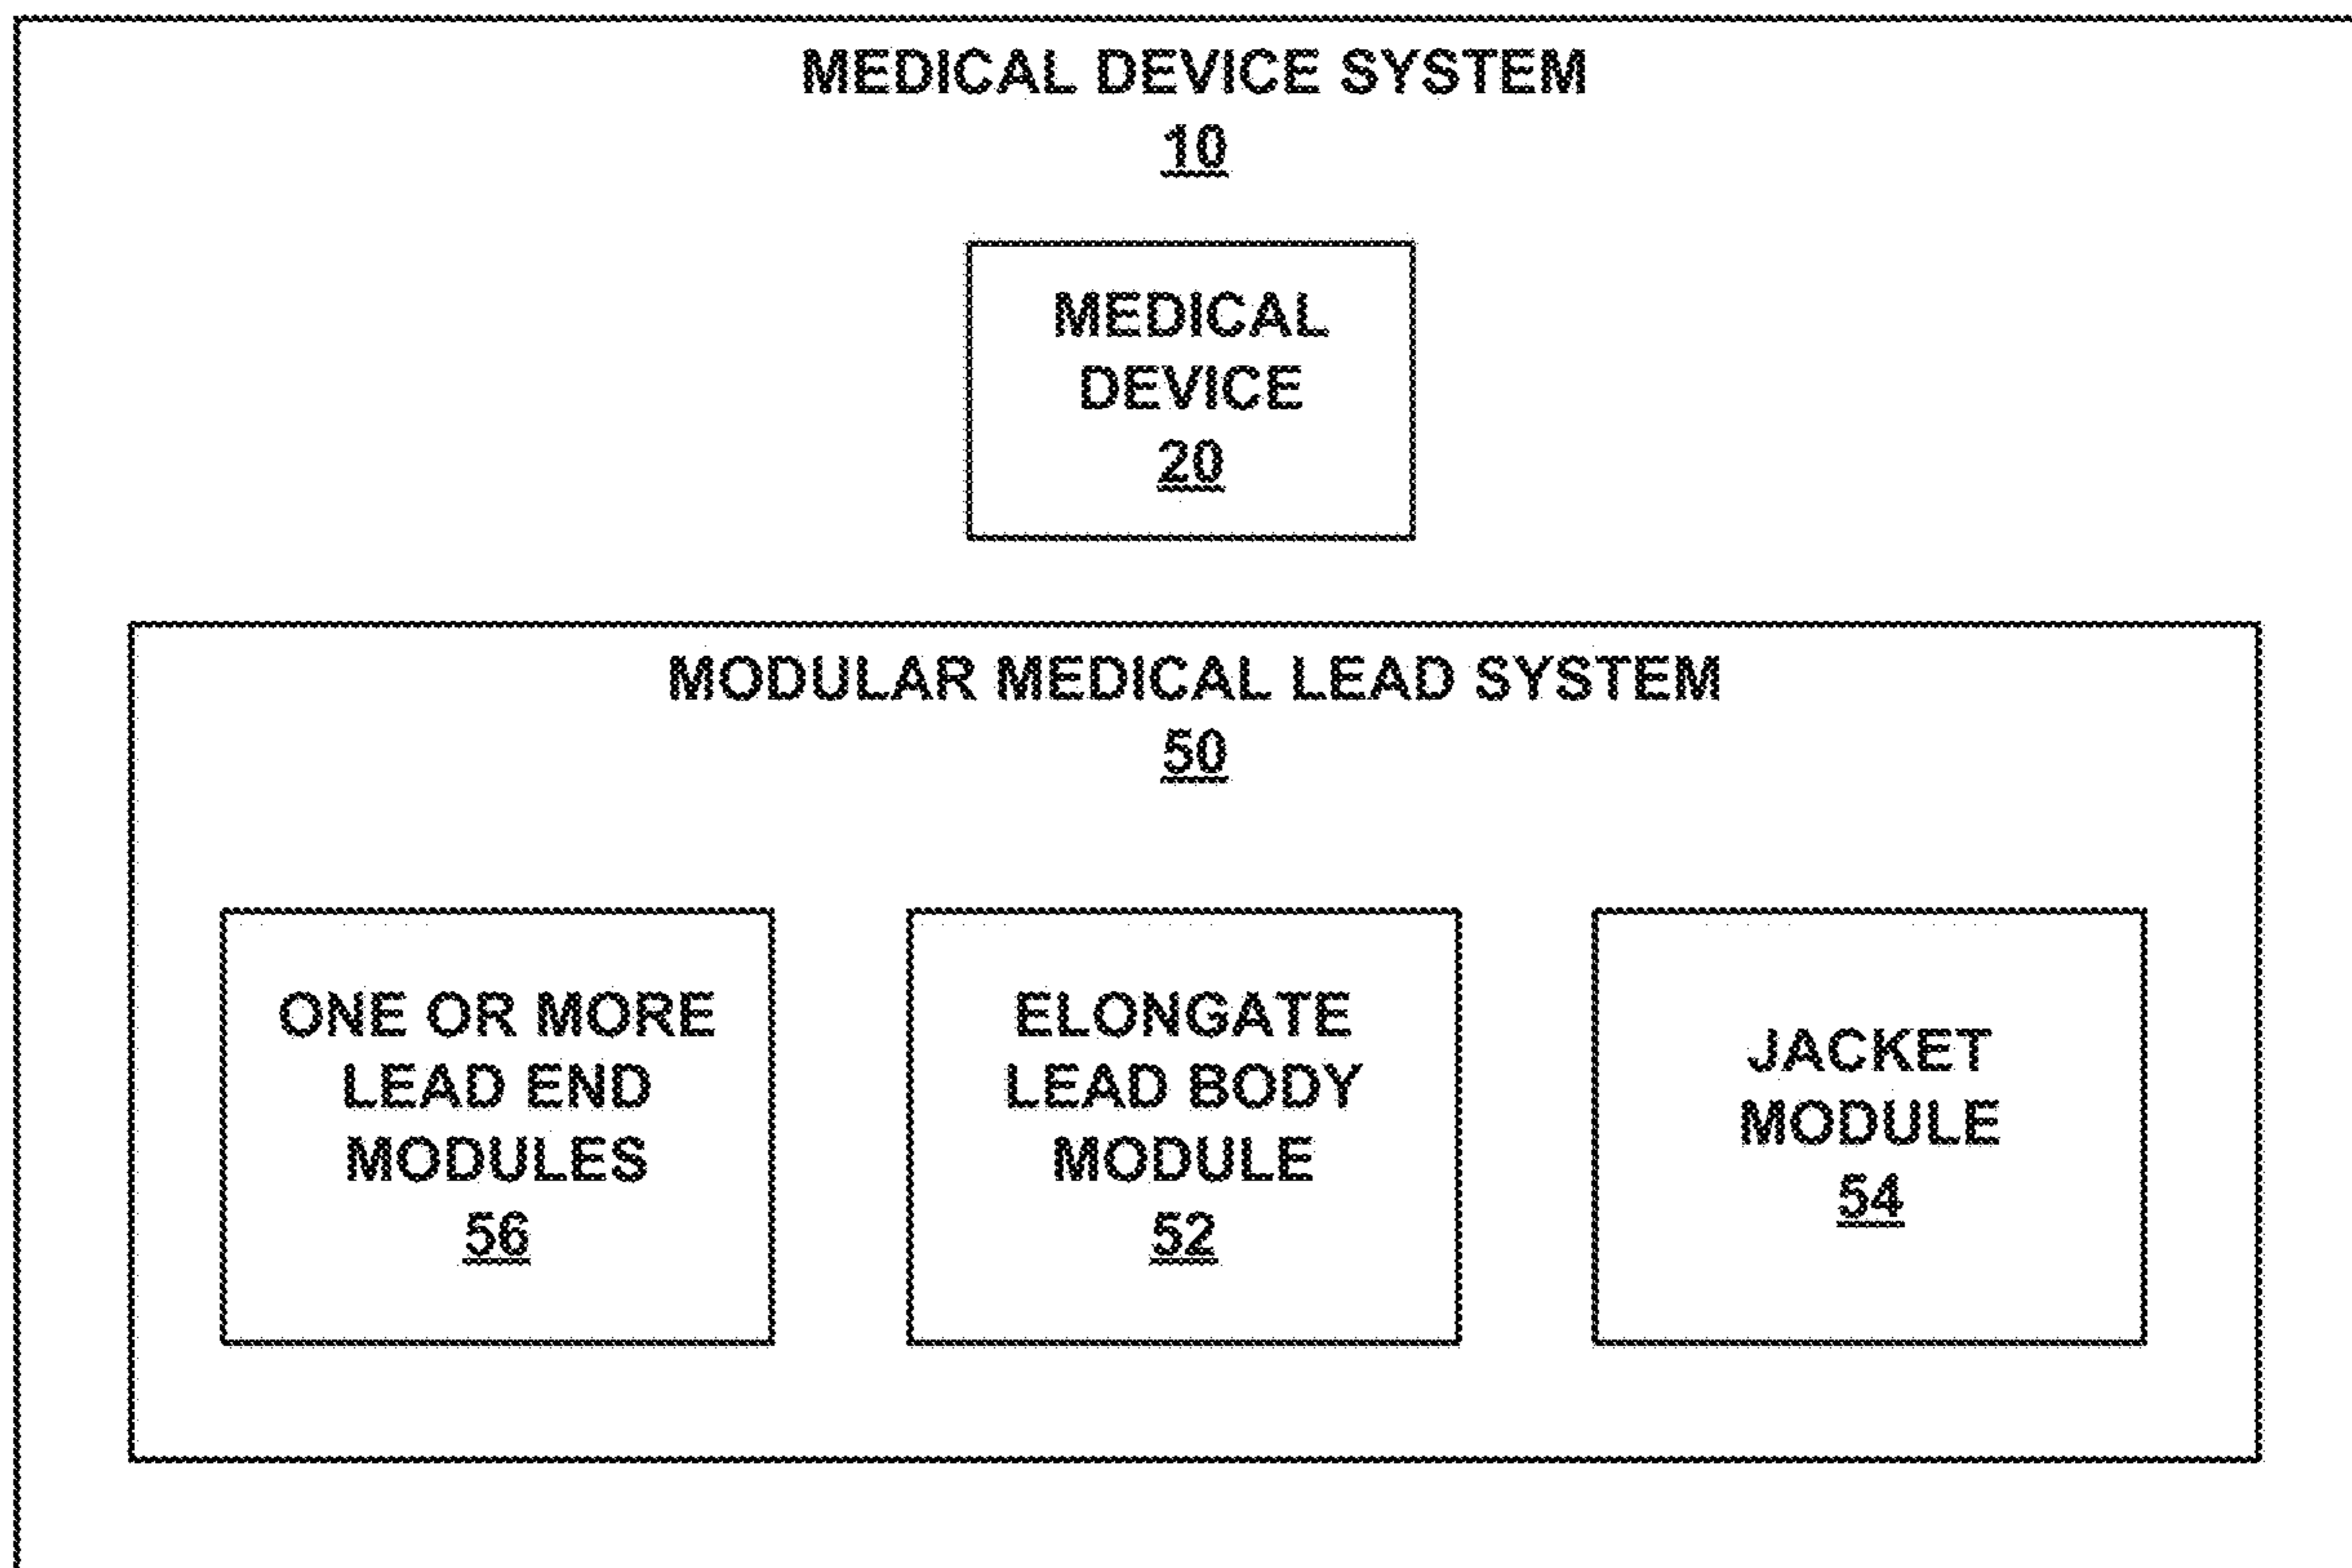 MEDICAL DEVICE SYSTEM
10
MEDICAL
DEVICE
20
MODULAR MEDICAL LEAD SYSTEM
50
ONE OR MORE
LEAD END
MODULES
56
ELONGATE
LEAD BODY
MODULE
52
JACKET
MODULE
54